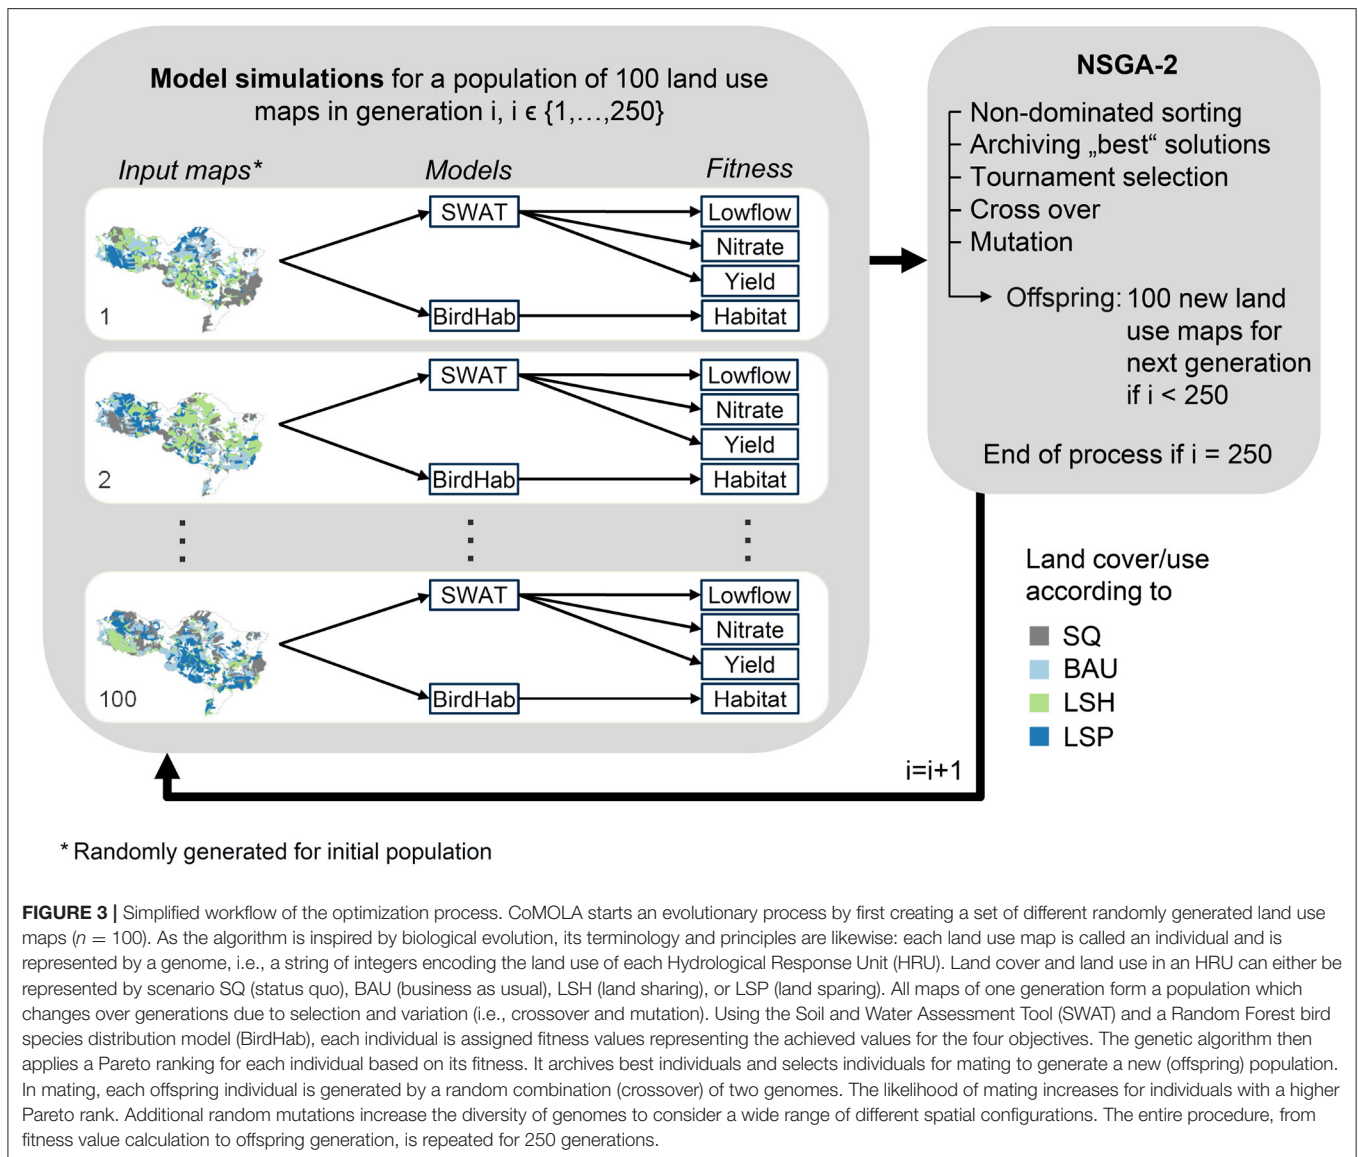 Model simulations for a population of 100 land use
maps in generation i, i ϵ {1,…,250}
Input maps*
Models
Fitness
1
SWAT
BirdHab
Lowflow
Nitrate
Yield
Habitat
2
SWAT
BirdHab
Lowflow
Nitrate
Yield
Habitat
100
SWAT
BirdHab
Lowflow
Nitrate
Yield
Habitat
NSGA-2
Non-dominated sorting
Archiving „best“ solutions
Tournament selection
Cross over
Mutation
Offspring: 100 new land
use maps for
next generation
if i < 250
End of process if i = 250
Land cover/use
according to
SQ
BAU
LSH
LSP
i=i+1
* Randomly generated for initial population
FIGURE 3 | Simplified workflow of the optimization process. CoMOLA starts an evolutionary process by first creating a set of different randomly generated land use
maps (n = 100). As the algorithm is inspired by biological evolution, its terminology and principles are likewise: each land use map is called an individual and is
represented by a genome, i.e., a string of integers encoding the land use of each Hydrological Response Unit (HRU). Land cover and land use in an HRU can either be
represented by scenario SQ (status quo), BAU (business as usual), LSH (land sharing), or LSP (land sparing). All maps of one generation form a population which
changes over generations due to selection and variation (i.e., crossover and mutation). Using the Soil and Water Assessment Tool (SWAT) and a Random Forest bird
species distribution model (BirdHab), each individual is assigned fitness values representing the achieved values for the four objectives. The genetic algorithm then
applies a Pareto ranking for each individual based on its fitness. It archives best individuals and selects individuals for mating to generate a new (offspring) population.
In mating, each offspring individual is generated by a random combination (crossover) of two genomes. The likelihood of mating increases for individuals with a higher
Pareto rank. Additional random mutations increase the diversity of genomes to consider a wide range of different spatial configurations. The entire procedure, from
fitness value calculation to offspring generation, is repeated for 250 generations.